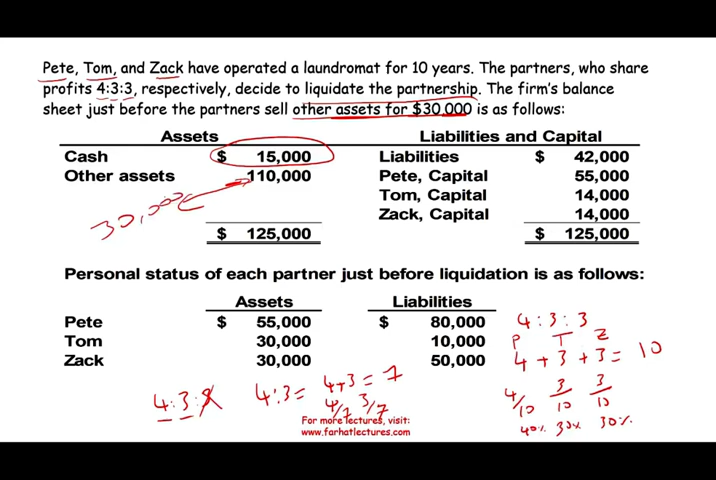 Pete, Tom, and Zack have operated a laundromat for 10 years. The partners, who share
profits 4:3:3, respectively, decide to liquidate the partnership. The firm's balance
sheet just before the partners sell other assets for $30,000 is as follows:
Assets Liabilities and Capital
Cash $ 15,000 Liabilities $ 42,000
Other assets 110,000 Pete, Capital 55,000
30,000 Tom, Capital 14,000
Zack, Capital 14,000
$ 125,000 $ 125,000
Personal status of each partner just before liquidation is as follows:
Assets Liabilities
Pete $ 55,000 $ 80,000
Tom 30,000 10,000
Zack 30,000 50,000
4:3:3
P T Z
4 + 3 + 3 = 10
4/10 3/10 3/10
40% 30% 30%
4:3:3
4:3 = 4+3 = 7
4/7 3/7
For more lectures, visit:
www.farhatlectures.com